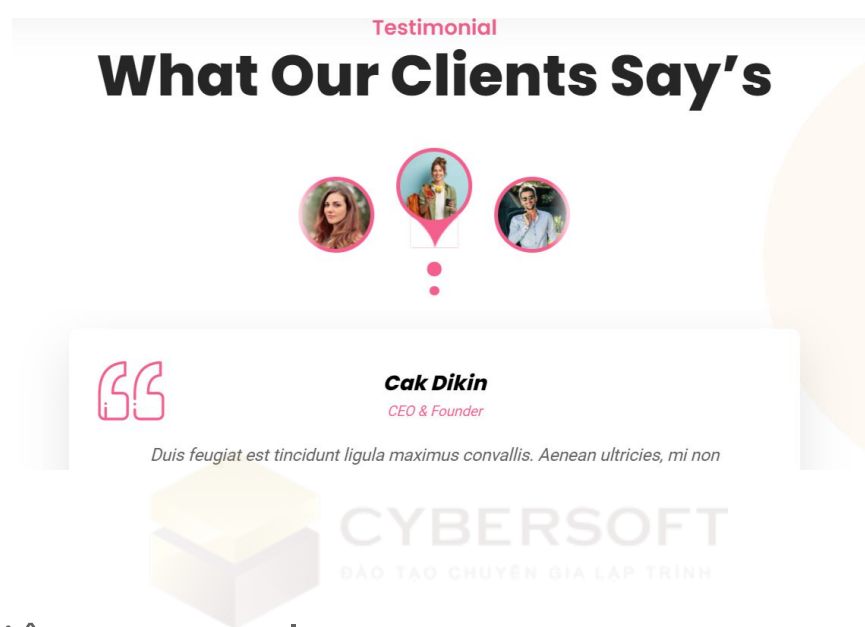 Testimonial
What Our Clients Say’s
Cak Dikin
CEO & Founder
Duis feugiat est tincidunt ligula maximus convallis. Aenean ultricies, mi non
CYBERSOFT
ĐÀO TẠO CHUYÊN GIA LẬP TRÌNH